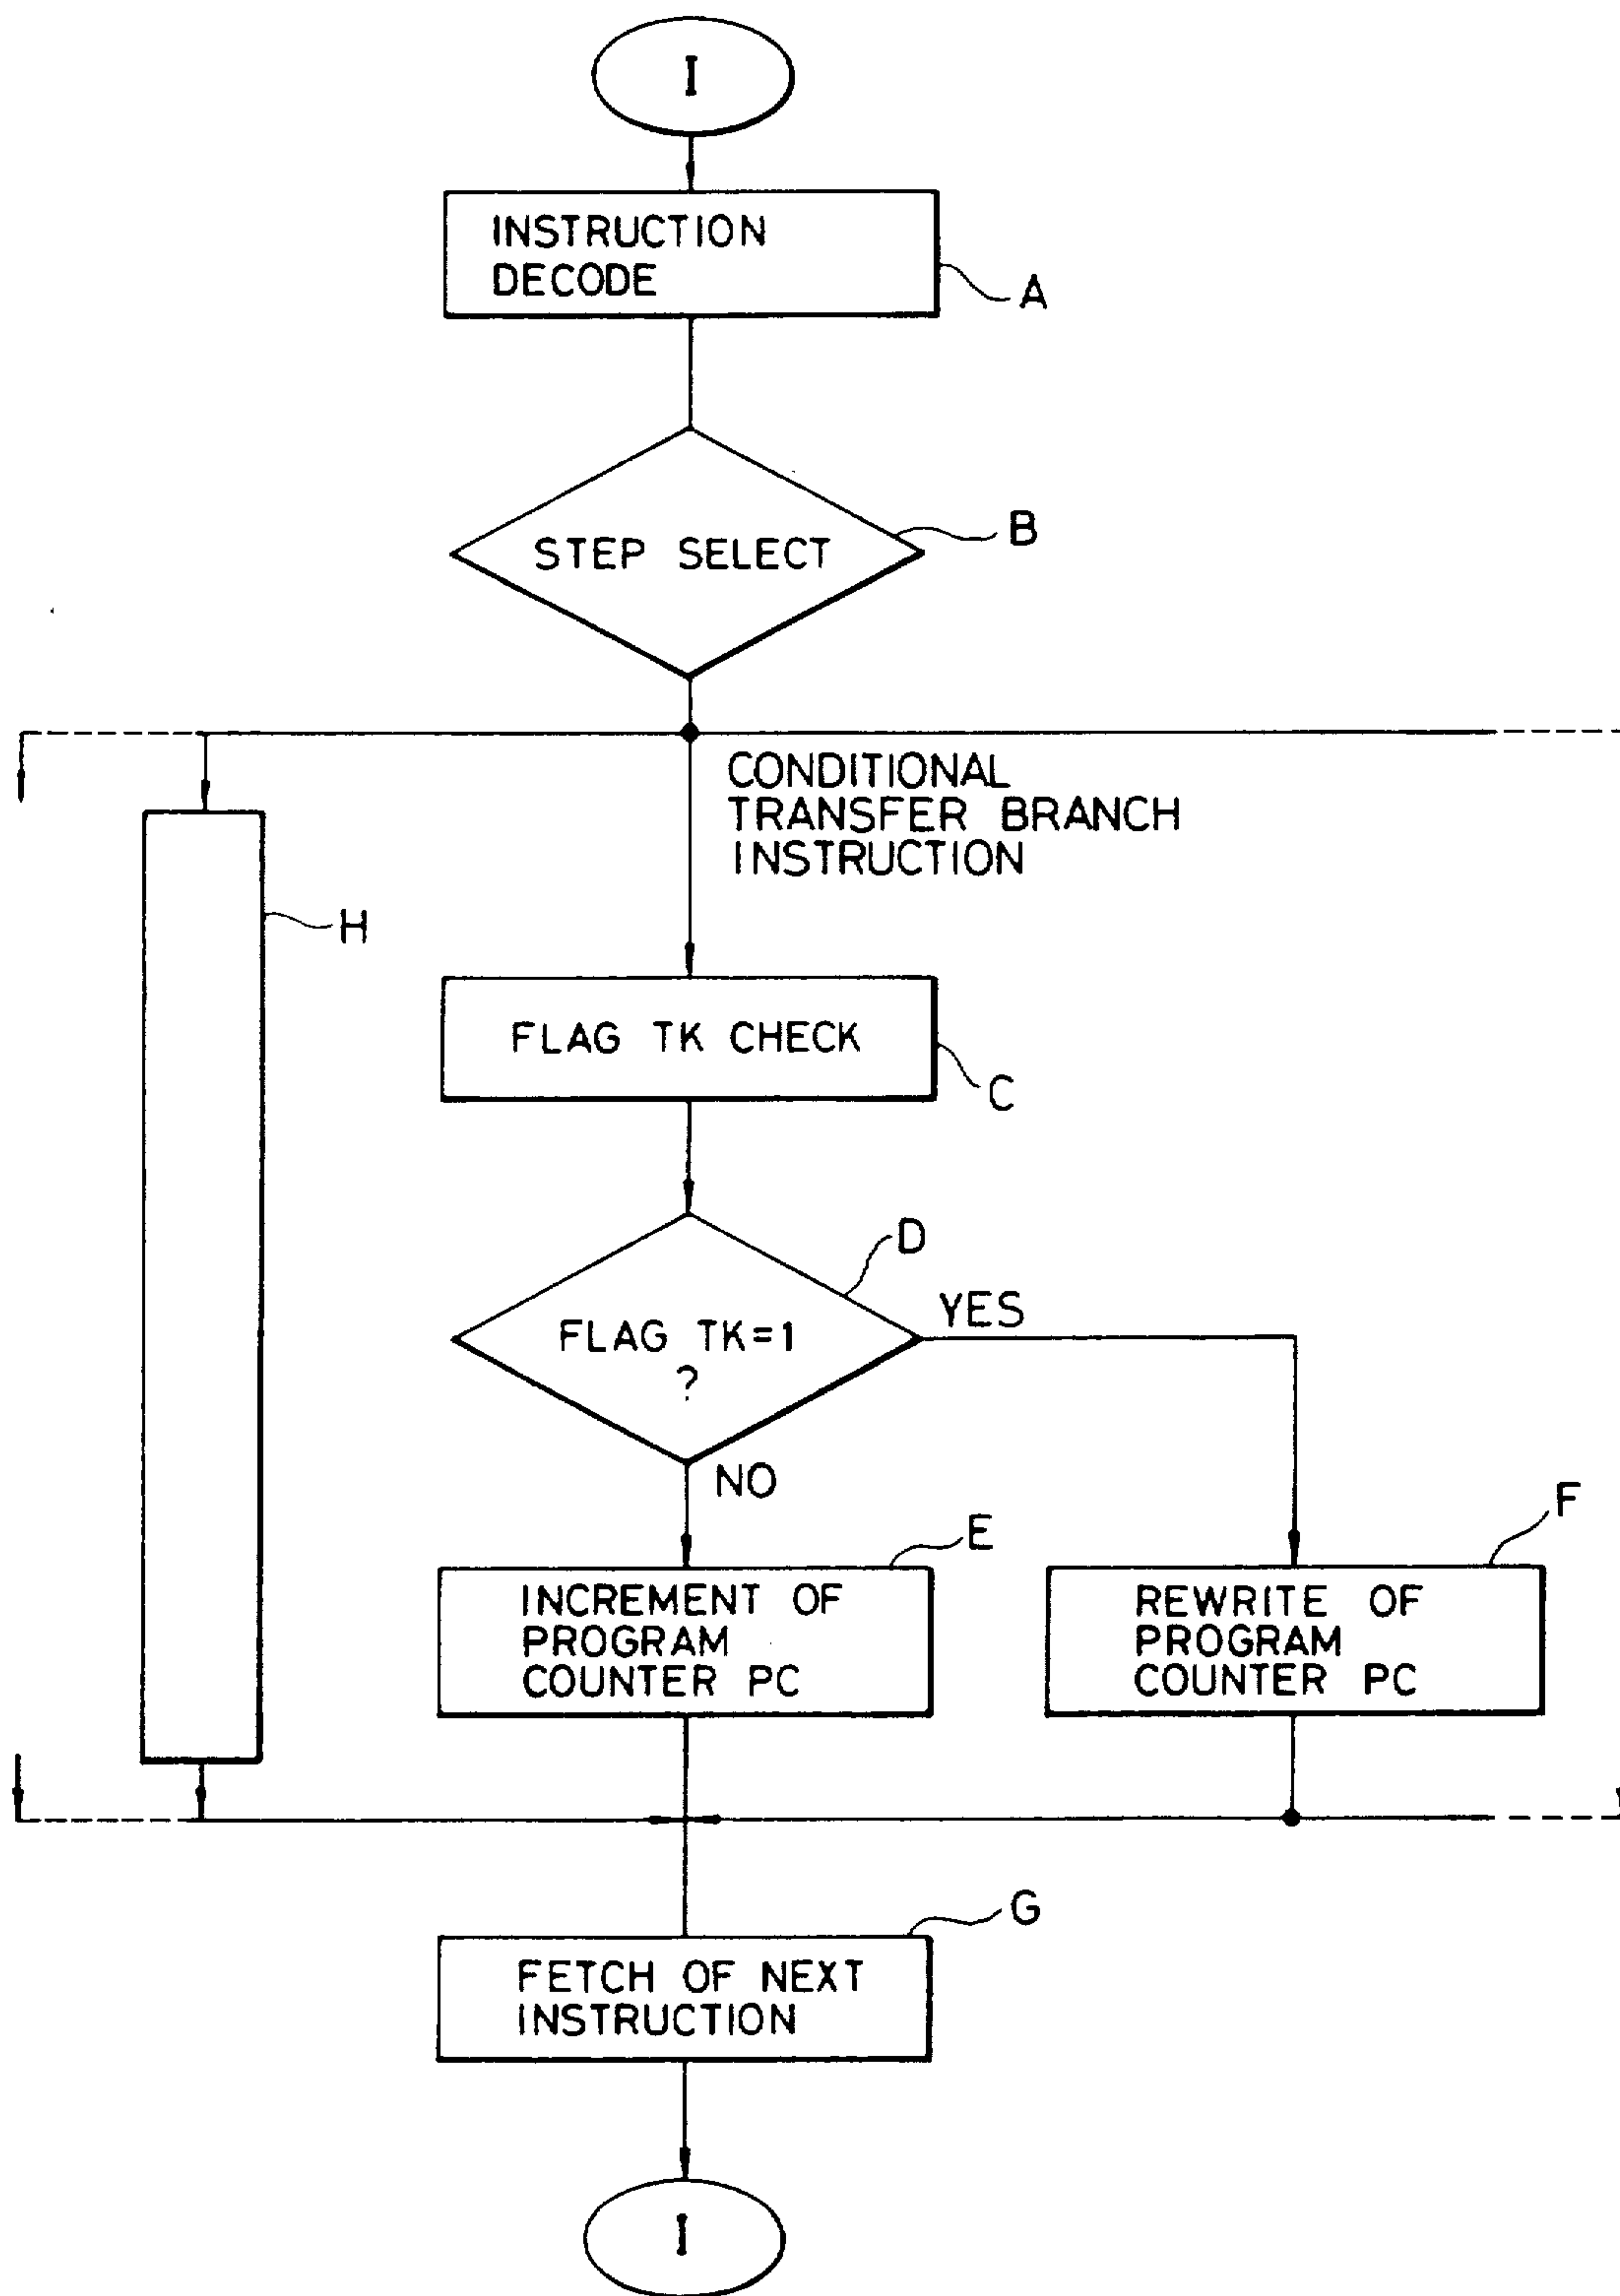 I
INSTRUCTION
DECODE
A
STEP SELECT
B
CONDITIONAL
TRANSFER BRANCH
INSTRUCTION
H
FLAG TK CHECK
C
D
FLAG TK=1
?
YES
NO
E
F
INCREMENT OF
PROGRAM
COUNTER PC
REWRITE OF
PROGRAM
COUNTER PC
G
FETCH OF NEXT
INSTRUCTION
I